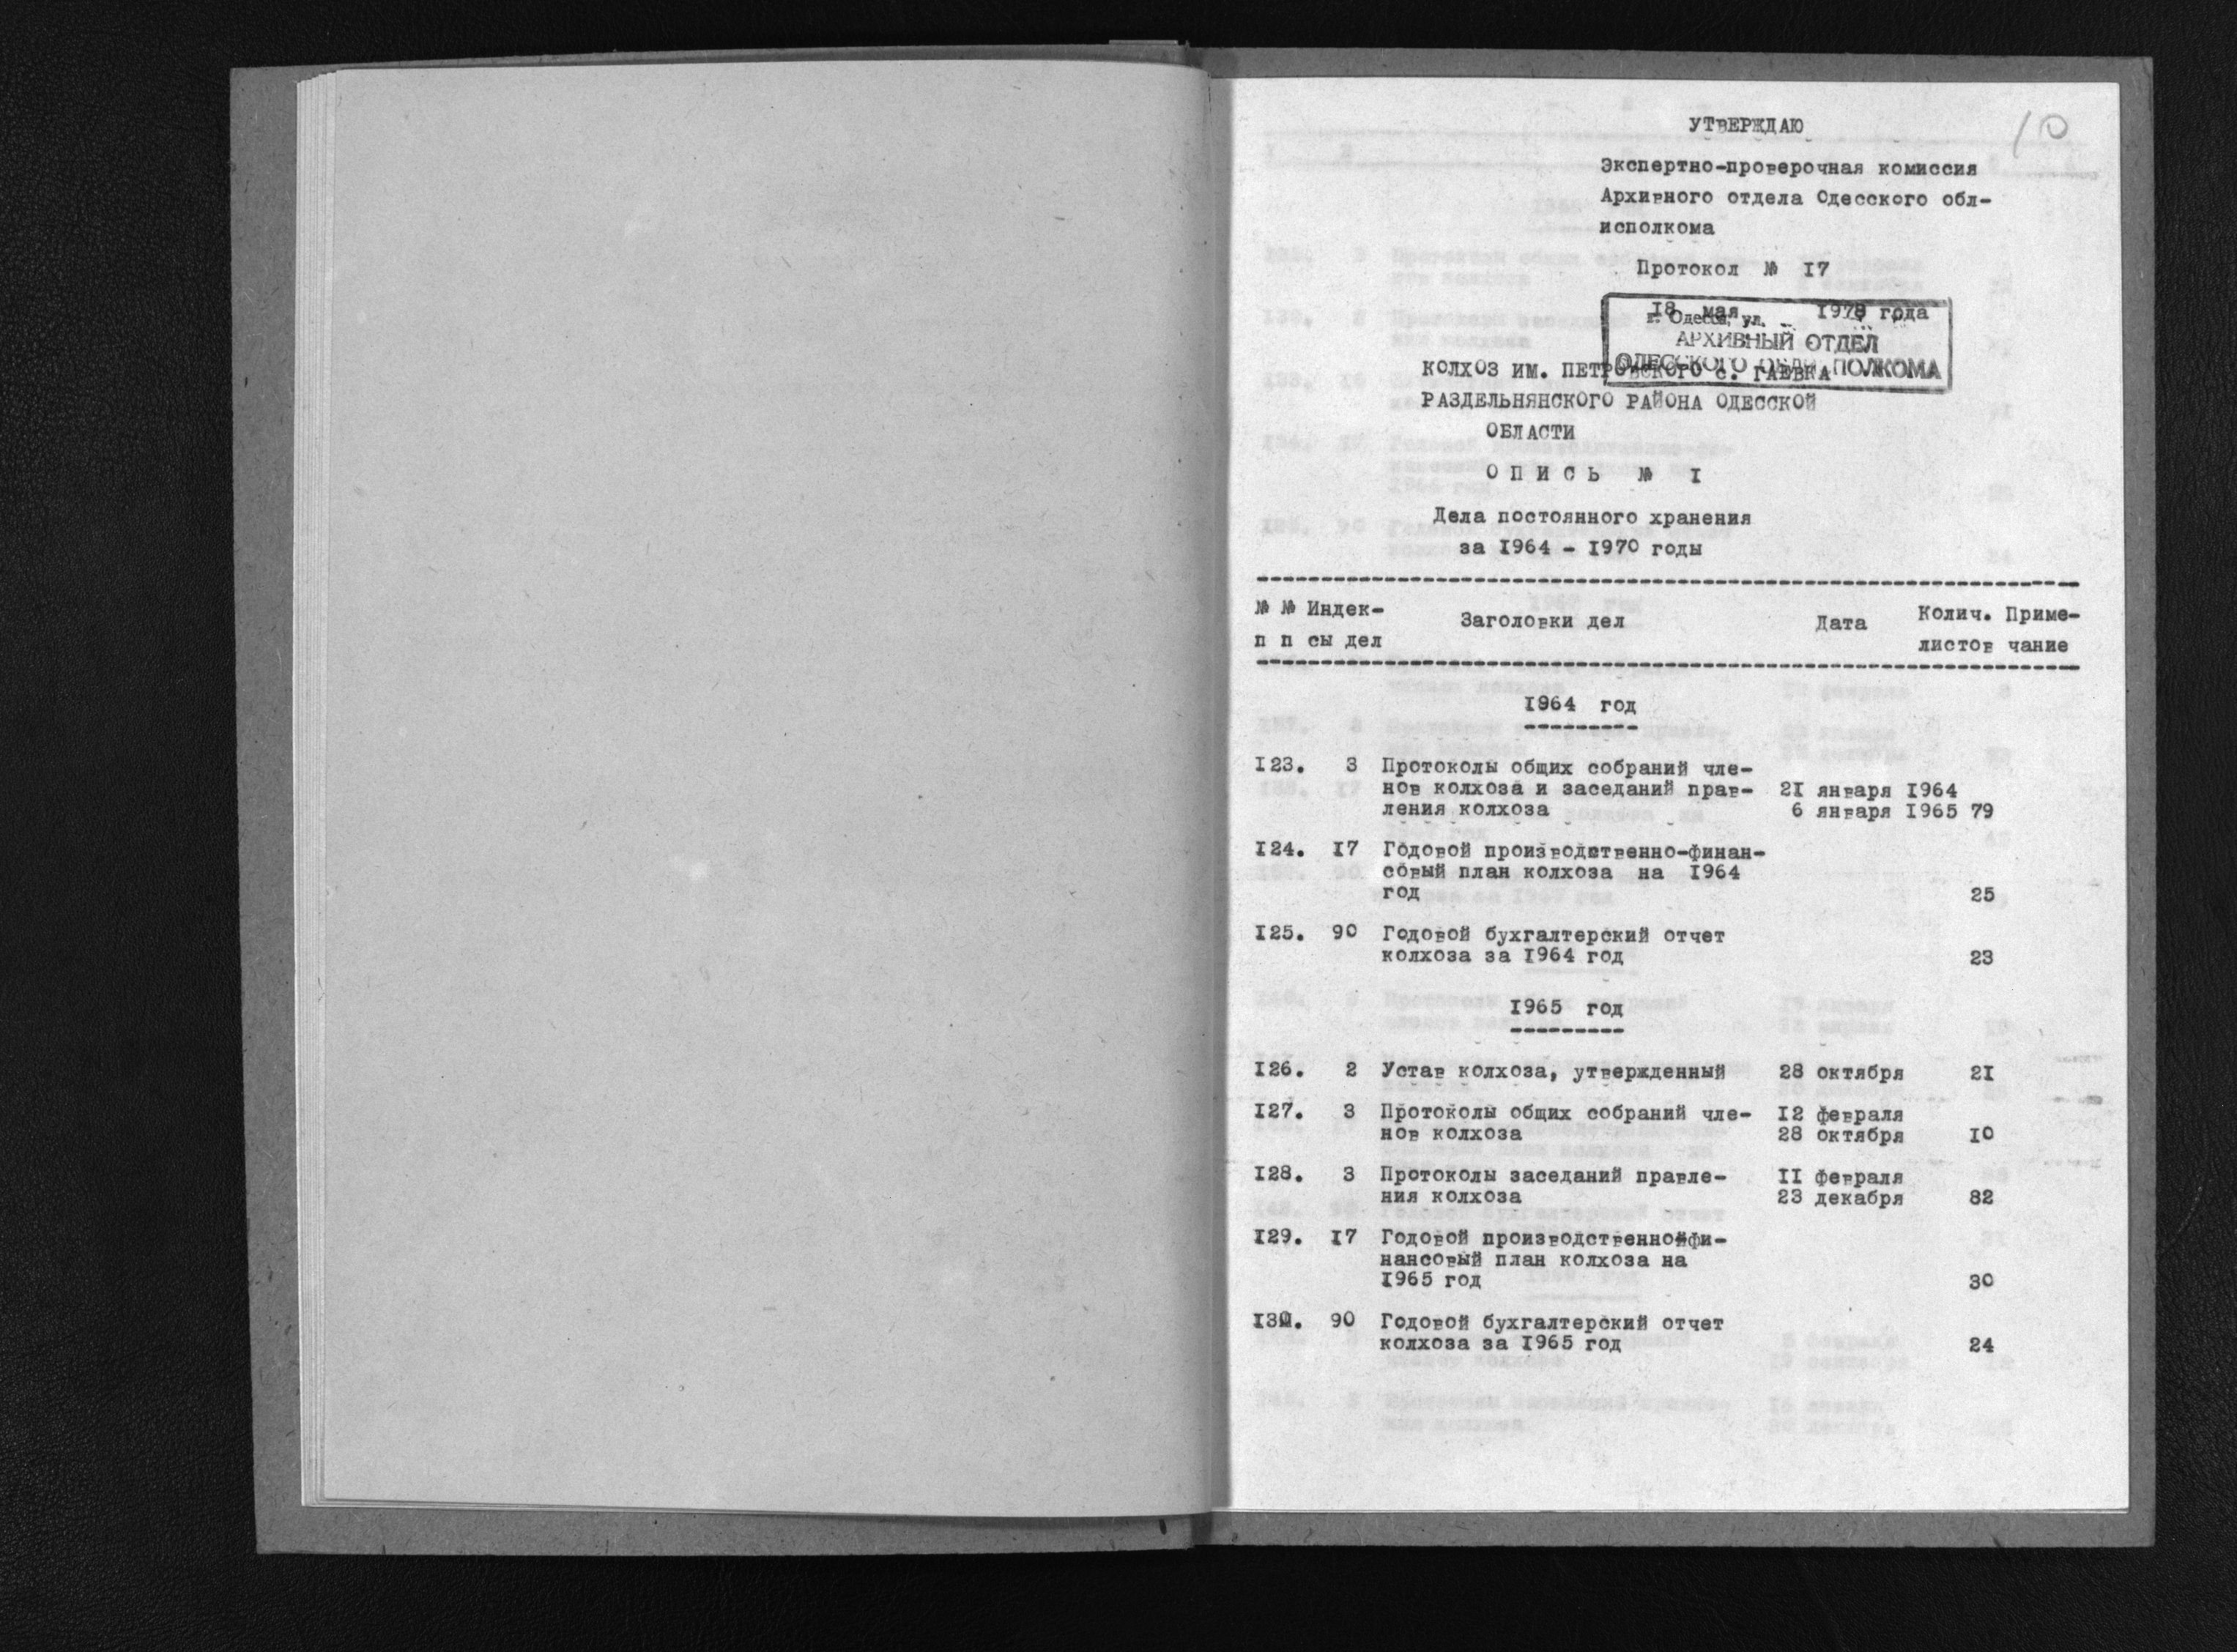 10
УТВЕРЖДАЮ
Экспертно-проверочная комиссия
Архивного отдела Одесского обл-
исполкома
Протокол № 17
18 мая 1978 года
г. Одесса, ул.
АРХИВНЫЙ ОТДЕЛ
ОДЕССКОГО ОБЛИСПОЛКОМА
КОЛХОЗ ИМ. ПЕТРОВСКОГО с. ГАЕВКА
РАЗДЕЛЬНЯНСКОГО РАЙОНА ОДЕССКОЙ
ОБЛАСТИ
О П И С Ь № I
Дела постоянного хранения
за I964 - I970 годы
№ № Индек- Заголовки дел Дата Колич. Приме-
п п сы дел листов чание
I964 год
I23. 3 Протоколы общих собраний чле-
нов колхоза и заседаний прав- 2I января I964
ления колхоза 6 января I965 79
I24. I7 Годовой производственно-финан-
совый план колхоза на I964
год 25
I25. 90 Годовой бухгалтерский отчет
колхоза за I964 год 23
I965 год
I26. 2 Устав колхоза, утвержденный 28 октября 2I
I27. 3 Протоколы общих собраний чле- I2 февраля
нов колхоза 28 октября I0
I28. 3 Протоколы заседаний правле- II февраля
ния колхоза 23 декабря 82
I29. I7 Годовой производственно-фи-
нансовый план колхоза на
I965 год 30
I30. 90 Годовой бухгалтерский отчет
колхоза за I965 год 24